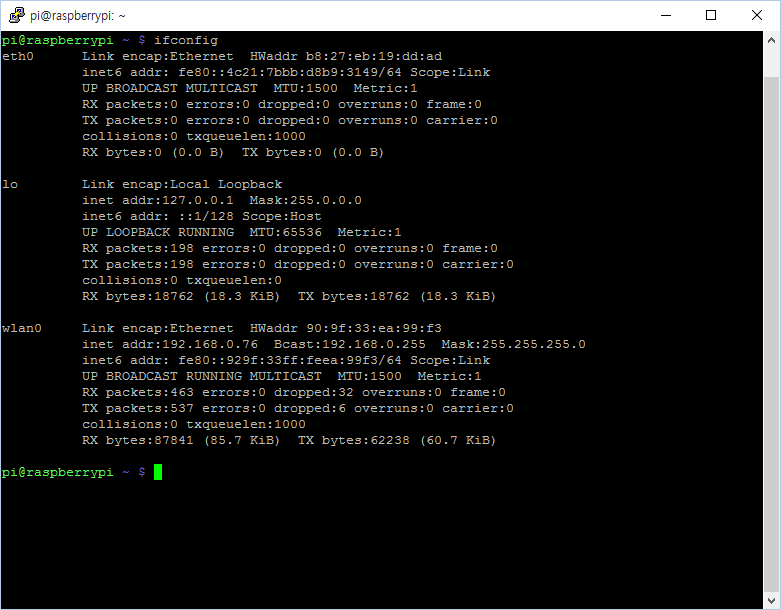 pi@raspberrypi: ~
pi@raspberrypi ~ $ ifconfig
eth0      Link encap:Ethernet  HWaddr b8:27:eb:19:dd:ad
          inet6 addr: fe80::4c21:7bbb:d8b9:3149/64 Scope:Link
          UP BROADCAST MULTICAST  MTU:1500  Metric:1
          RX packets:0 errors:0 dropped:0 overruns:0 frame:0
          TX packets:0 errors:0 dropped:0 overruns:0 carrier:0
          collisions:0 txqueuelen:1000
          RX bytes:0 (0.0 B)  TX bytes:0 (0.0 B)

lo        Link encap:Local Loopback
          inet addr:127.0.0.1  Mask:255.0.0.0
          inet6 addr: ::1/128 Scope:Host
          UP LOOPBACK RUNNING  MTU:65536  Metric:1
          RX packets:198 errors:0 dropped:0 overruns:0 frame:0
          TX packets:198 errors:0 dropped:0 overruns:0 carrier:0
          collisions:0 txqueuelen:0
          RX bytes:18762 (18.3 KiB)  TX bytes:18762 (18.3 KiB)

wlan0     Link encap:Ethernet  HWaddr 90:9f:33:ea:99:f3
          inet addr:192.168.0.76  Bcast:192.168.0.255  Mask:255.255.255.0
          inet6 addr: fe80::929f:33ff:feea:99f3/64 Scope:Link
          UP BROADCAST RUNNING MULTICAST  MTU:1500  Metric:1
          RX packets:463 errors:0 dropped:32 overruns:0 frame:0
          TX packets:537 errors:0 dropped:6 overruns:0 carrier:0
          collisions:0 txqueuelen:1000
          RX bytes:87841 (85.7 KiB)  TX bytes:62238 (60.7 KiB)

pi@raspberrypi ~ $